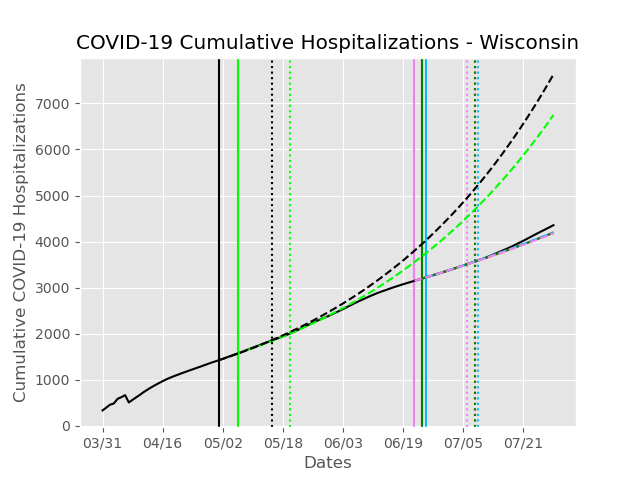 COVID-19 Cumulative Hospitalizations - Wisconsin
Cumulative COVID-19 Hospitalizations
7000
6000
5000
4000
3000
2000
1000
0
03/31 04/16 05/02 05/18 06/03 06/19 07/05 07/21
Dates